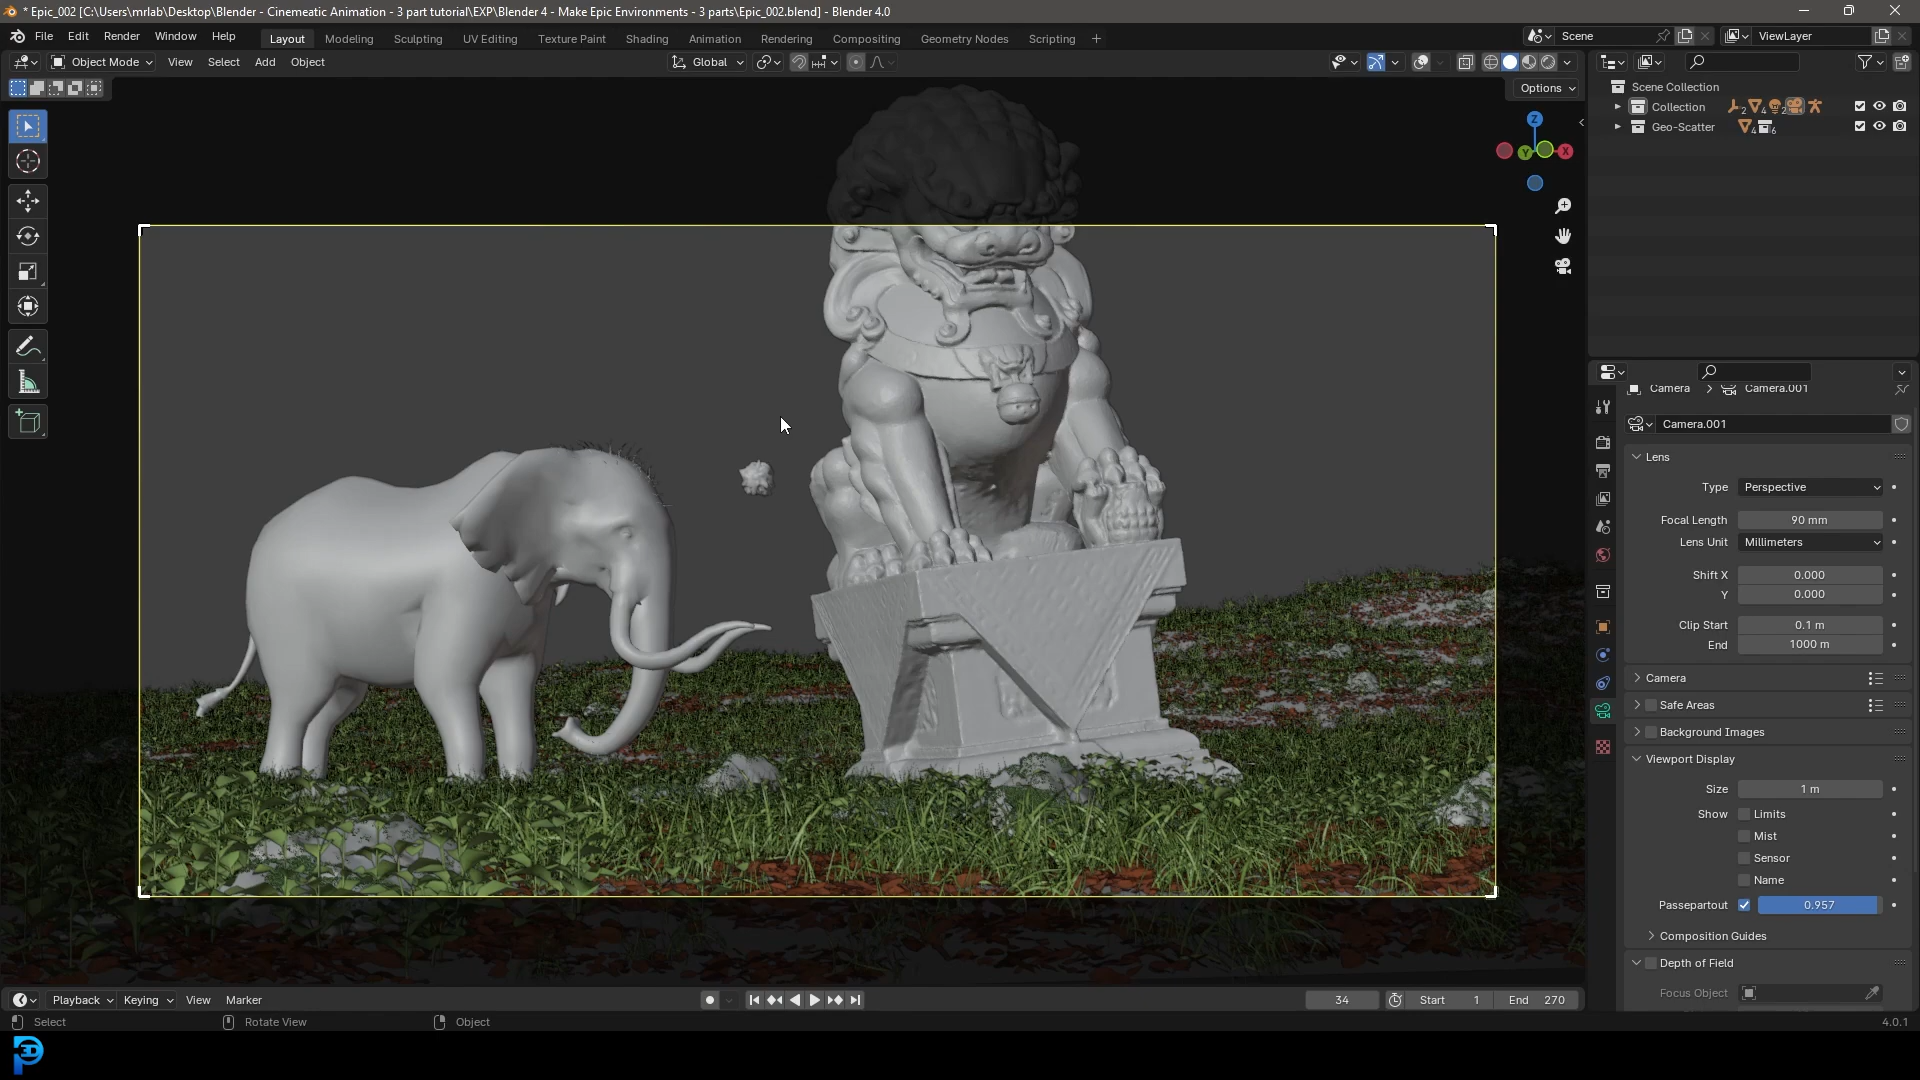 * Epic_002 [C:\Users\mrlab\Desktop\Blender - Cinemeatic Animation - 3 part tutorial\EXP\Blender 4 - Make Epic Environments - 3 parts\Epic_002.blend] - Blender 4.0
File Edit Render Window Help Layout Modeling Sculpting UV Editing Texture Paint Shading Animation Rendering Compositing Geometry Nodes Scripting + Scene ViewLayer
Object Mode View Select Add Object Global
Options
Scene Collection
Collection 2 4 2
Geo-Scatter 4 6
Z
Y X
Camera > Camera.001
Camera.001
Lens
Type Perspective
Focal Length 90 mm
Lens Unit Millimeters
Shift X 0.000
Y 0.000
Clip Start 0.1 m
End 1000 m
Camera
Safe Areas
Background Images
Viewport Display
Size 1 m
Show Limits
Mist
Sensor
Name
Passepartout 0.957
Composition Guides
Depth of Field
Focus Object
Playback Keying View Marker 34 Start 1 End 270
Select Rotate View Object 4.0.1
3D